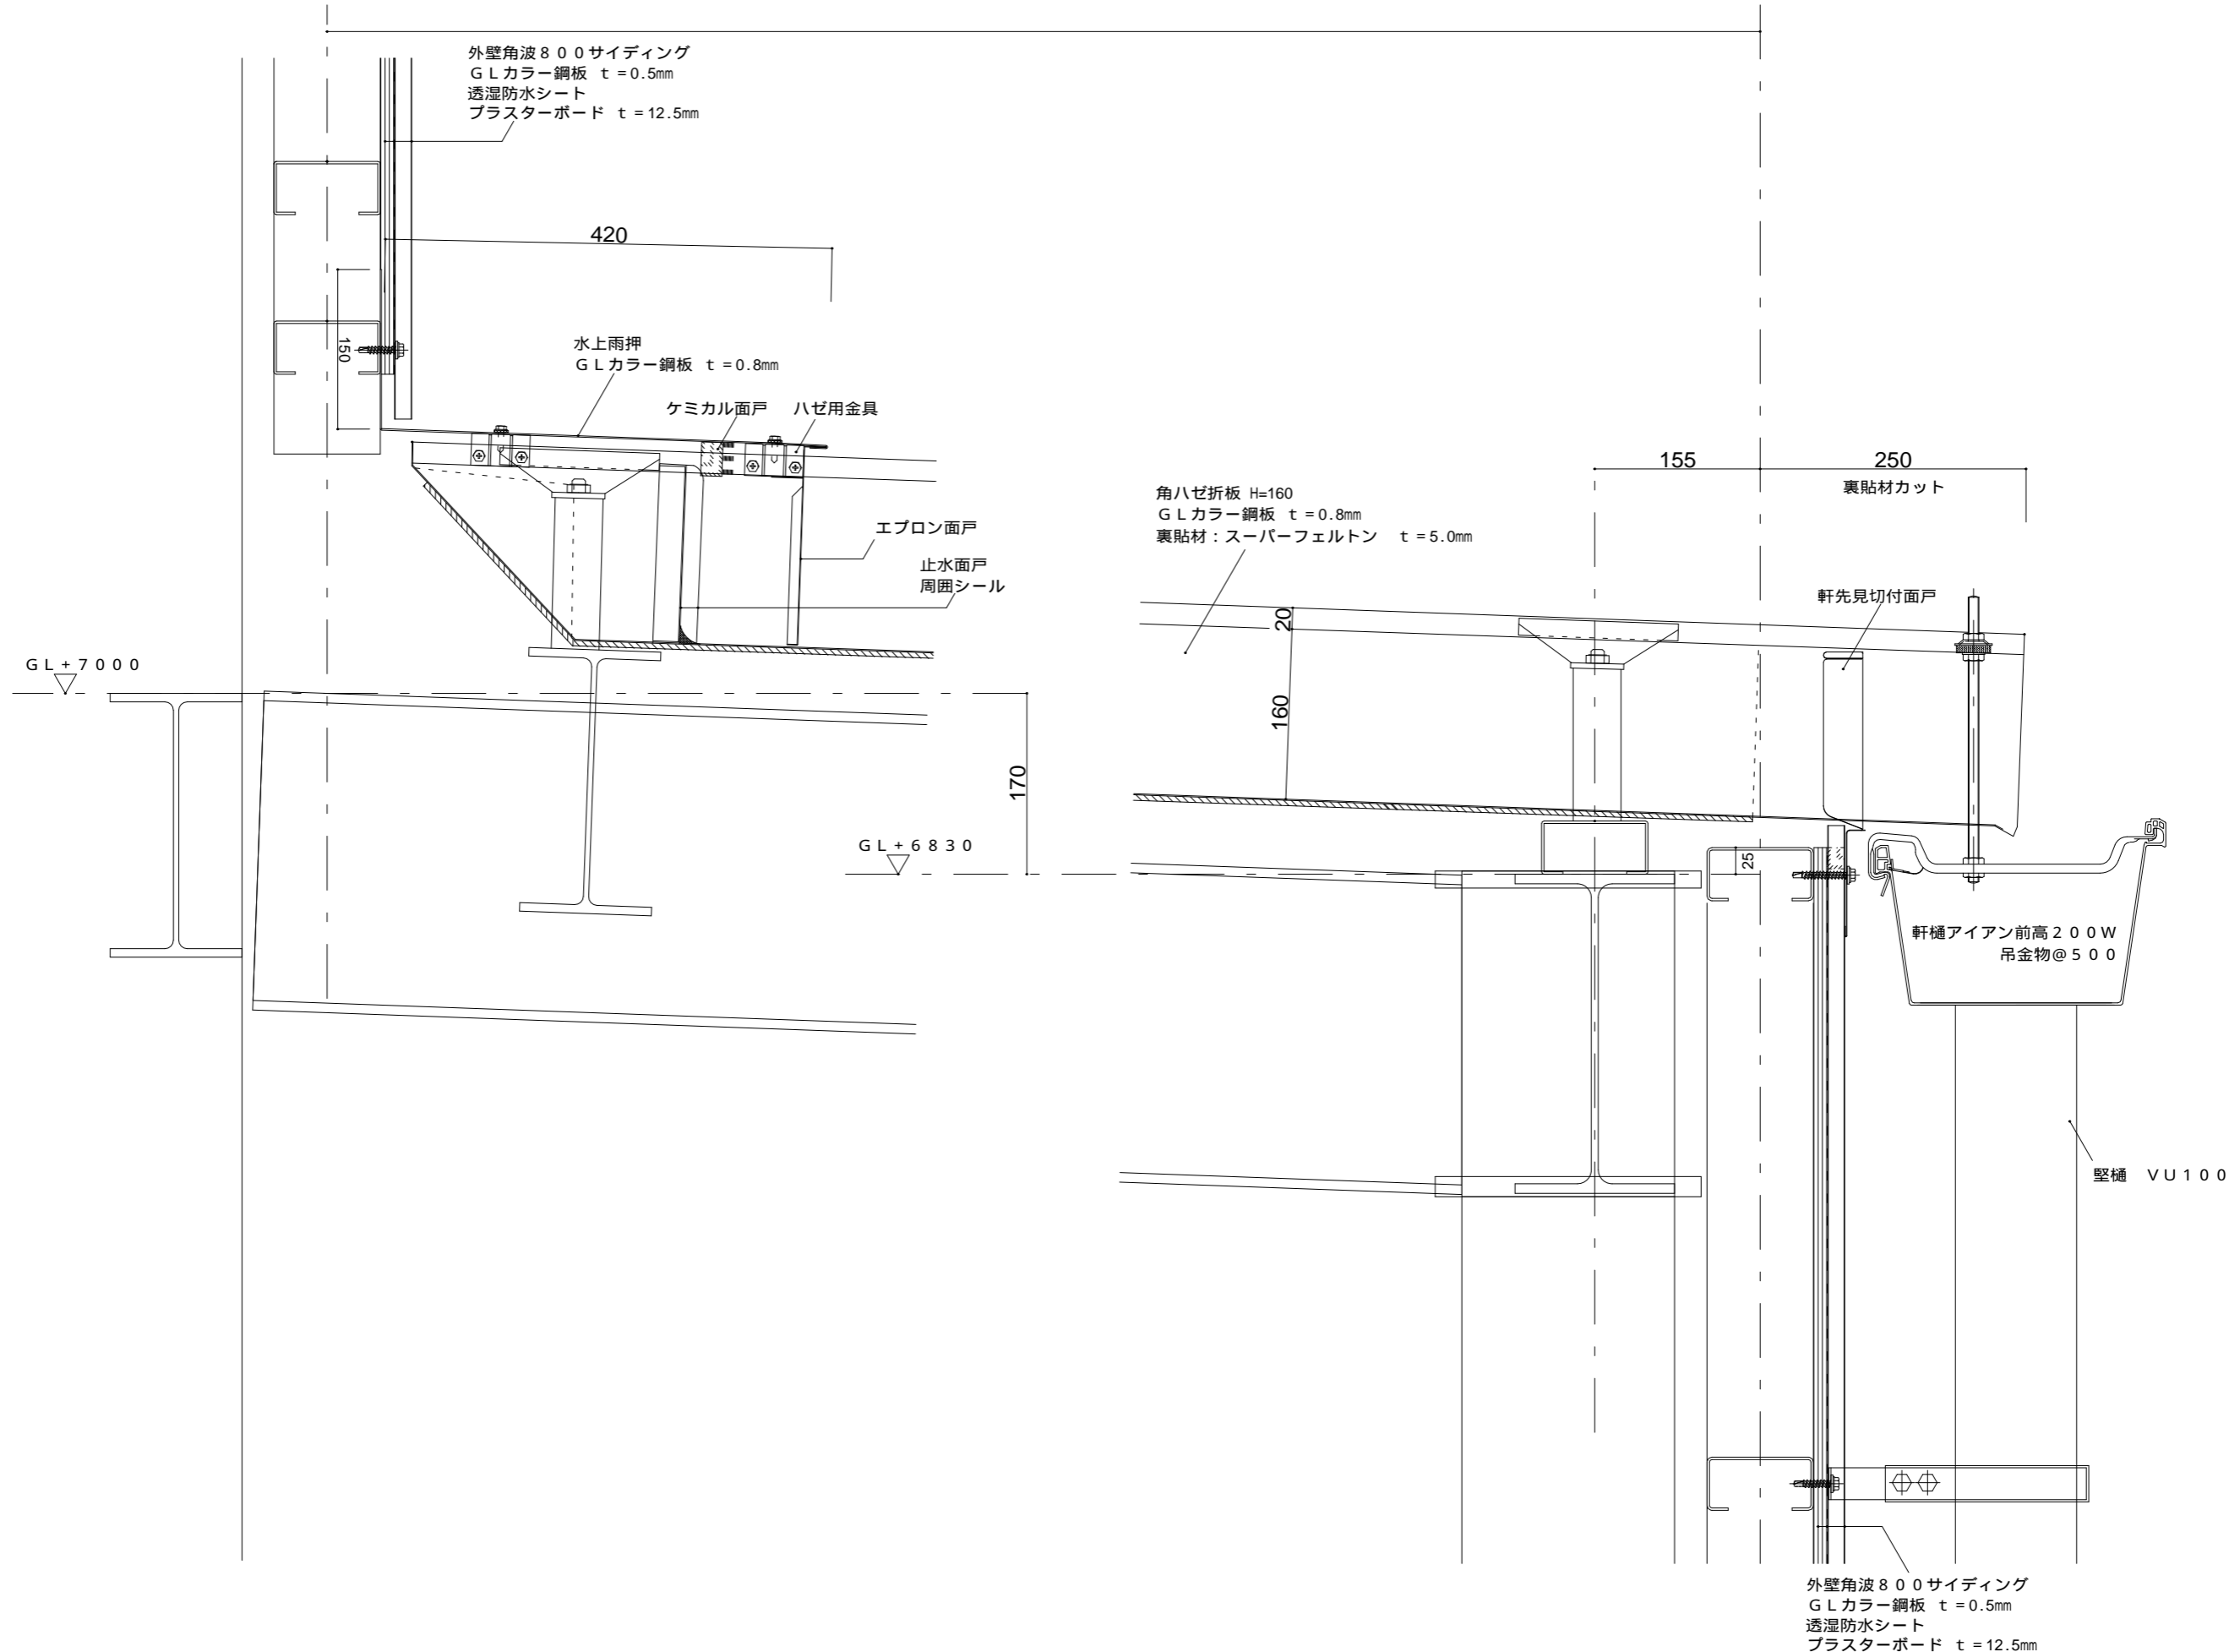 外壁角波８００サイディング
ＧＬカラー鋼板 ｔ=0.5㎜
透湿防水シート
プラスターボード ｔ=12.5㎜
420
150
水上雨押
ＧＬカラー鋼板 ｔ=0.8㎜
ケミカル面戸
ハゼ用金具
エプロン面戸
止水面戸
周囲シール
ＧＬ+７０００
170
ＧＬ+６８３０
155
250
裏貼材カット
角ハゼ折板 H=160
ＧＬカラー鋼板 ｔ=0.8㎜
裏貼材：スーパーフェルトン ｔ=5.0㎜
軒先見切付面戸
20
160
25
軒樋アイアン前高２００Ｗ
吊金物@５００
堅樋 ＶＵ１００
外壁角波８００サイディング
ＧＬカラー鋼板 ｔ=0.5㎜
透湿防水シート
プラスターボード ｔ=12.5㎜